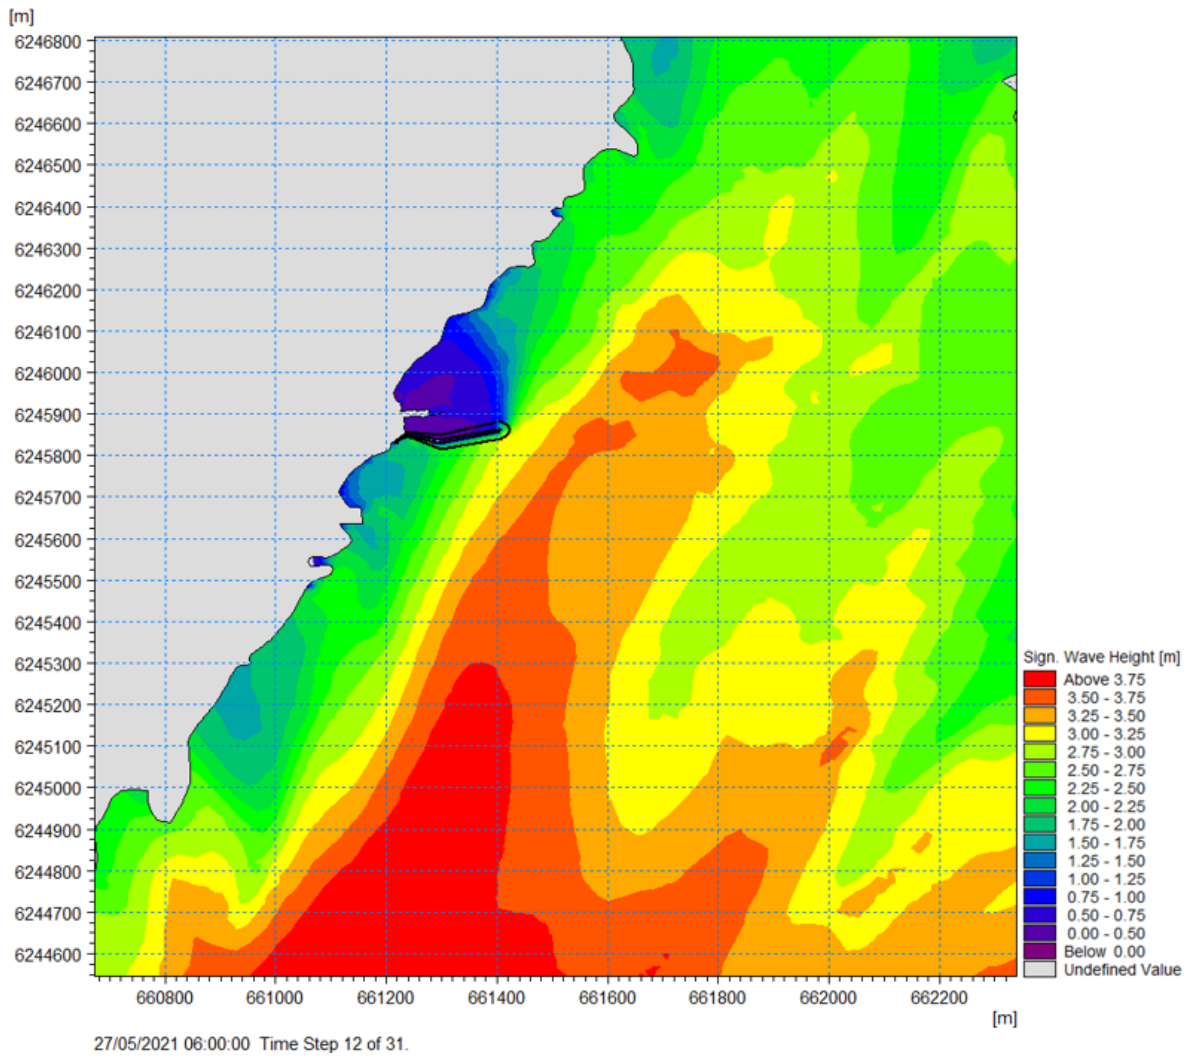 [m]
6246800
6246700
6246600
6246500
6246400
6246300
6246200
6246100
6246000
6245900
6245800
6245700
6245600
6245500
6245400
6245300
6245200
6245100
6245000
6244900
6244800
6244700
6244600
660800 661000 661200 661400 661600 661800 662000 662200
[m]
Sign. Wave Height [m]
Above 3.75
3.50 - 3.75
3.25 - 3.50
3.00 - 3.25
2.75 - 3.00
2.50 - 2.75
2.25 - 2.50
2.00 - 2.25
1.75 - 2.00
1.50 - 1.75
1.25 - 1.50
1.00 - 1.25
0.75 - 1.00
0.50 - 0.75
0.00 - 0.50
Below 0.00
Undefined Value
27/05/2021 06:00:00 Time Step 12 of 31.